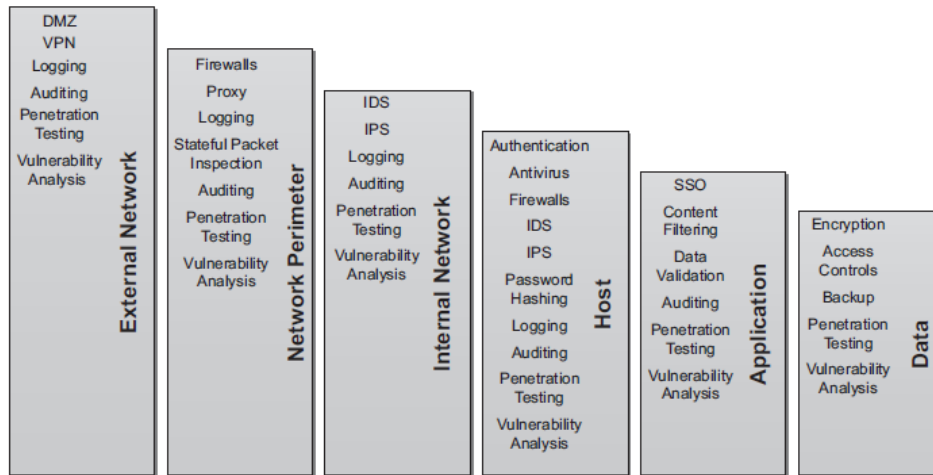 DMZ
VPN
Logging
Auditing
Penetration
Testing
Vulnerability
Analysis
External Network
Firewalls
Proxy
Logging
Stateful Packet
Inspection
Auditing
Penetration
Testing
Vulnerability
Analysis
Network Perimeter
IDS
IPS
Logging
Auditing
Penetration
Testing
Vulnerability
Analysis
Internal Network
Authentication
Antivirus
Firewalls
IDS
IPS
Password
Hashing
Logging
Auditing
Penetration
Testing
Vulnerability
Analysis
Host
SSO
Content
Filtering
Data
Validation
Auditing
Penetration
Testing
Vulnerability
Analysis
Application
Encryption
Access
Controls
Backup
Penetration
Testing
Vulnerability
Analysis
Data